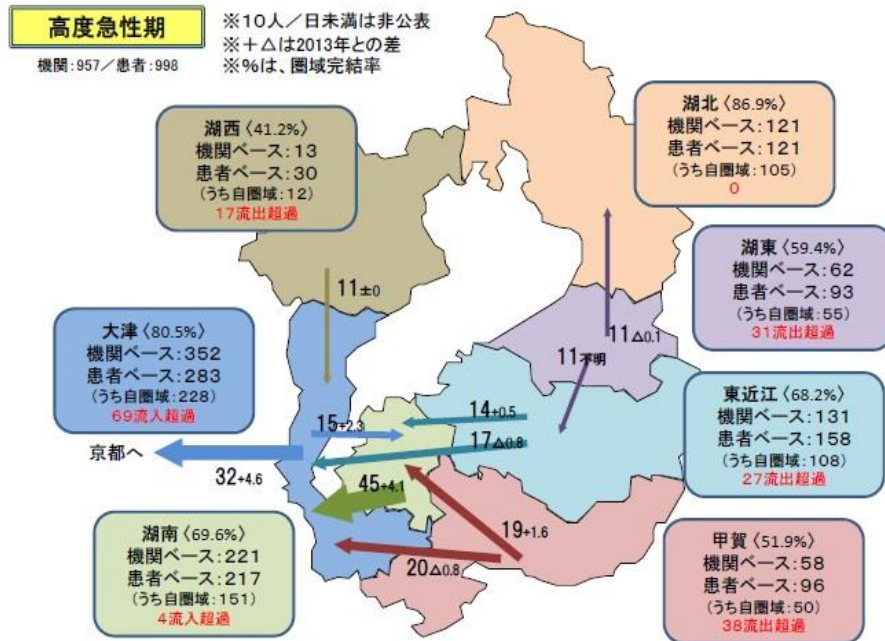 高度急性期
機関:957/患者:998
※10人/日未満は非公表
※+△は2013年との差
※%は、圏域完結率
湖西〈41.2%〉
機関ベース:13
患者ベース:30
(うち自圏域:12)
17流出超過
湖北〈86.9%〉
機関ベース:121
患者ベース:121
(うち自圏域:105)
0
湖東〈59.4%〉
機関ベース:62
患者ベース:93
(うち自圏域:55)
31流出超過
11±0
11△0.1
11不明
大津〈80.5%〉
機関ベース:352
患者ベース:283
(うち自圏域:228)
69流入超過
東近江〈68.2%〉
機関ベース:131
患者ベース:158
(うち自圏域:108)
27流出超過
15+2.3
14+0.5
17△0.8
京都へ
32+4.6
45+4.1
19+1.6
20△0.8
湖南〈69.6%〉
機関ベース:221
患者ベース:217
(うち自圏域:151)
4流入超過
甲賀〈51.9%〉
機関ベース:58
患者ベース:96
(うち自圏域:50)
38流出超過